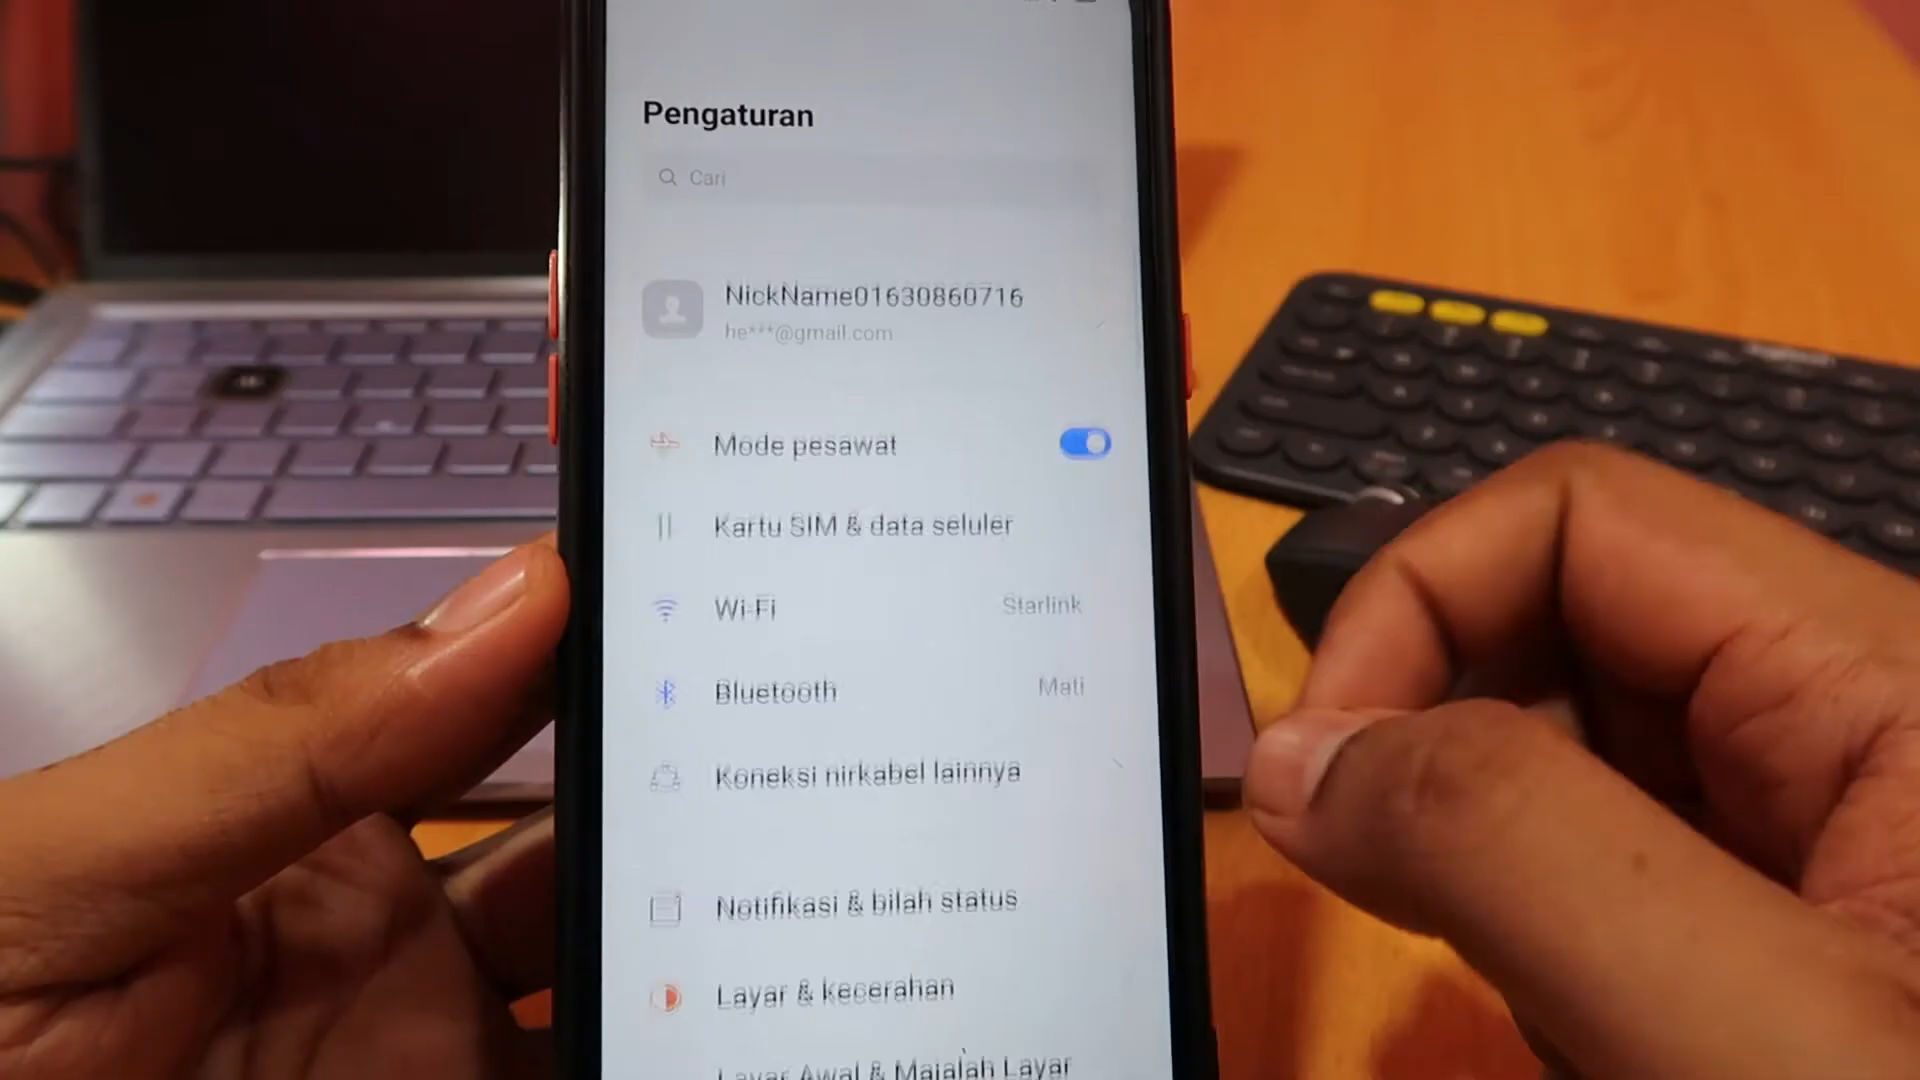 Pengaturan
Cari
NickName01630860716
he***@gmail.com
Mode pesawat
Kartu SIM & data seluler
Wi-Fi Starlink
Bluetooth Mati
Koneksi nirkabel lainnya
Notifikasi & bilah status
Layar & kecerahan
Layar Awal & Majalah Layar